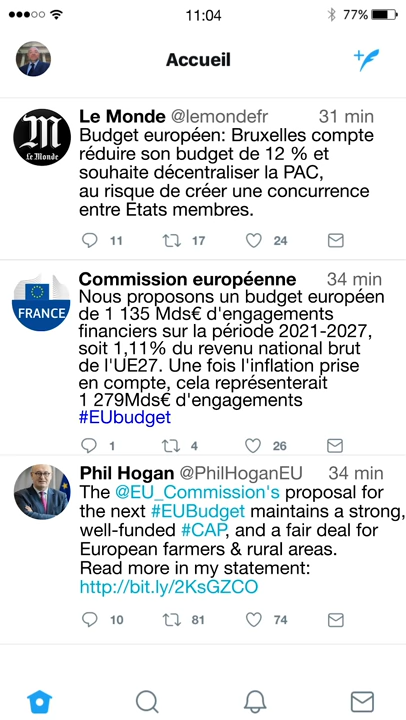 11:04
77%
Accueil
Le Monde @lemondefr 31 min
M
Le Monde
Budget européen: Bruxelles compte
réduire son budget de 12 % et
souhaite décentraliser la PAC,
au risque de créer une concurrence
entre Etats membres.
11 17 24
Commission européenne 34 min
FRANCE
Nous proposons un budget européen
de 1 135 Mds€ d'engagements
financiers sur la période 2021-2027,
soit 1,11% du revenu national brut
de l'UE27. Une fois l'inflation prise
en compte, cela représenterait
1 279Mds€ d'engagements
#EUbudget
1 4 26
Phil Hogan @PhilHoganEU 34 min
The @EU_Commission's proposal for
the next #EUBudget maintains a strong,
well-funded #CAP, and a fair deal for
European farmers & rural areas.
Read more in my statement:
http://bit.ly/2KsGZCO
10 81 74